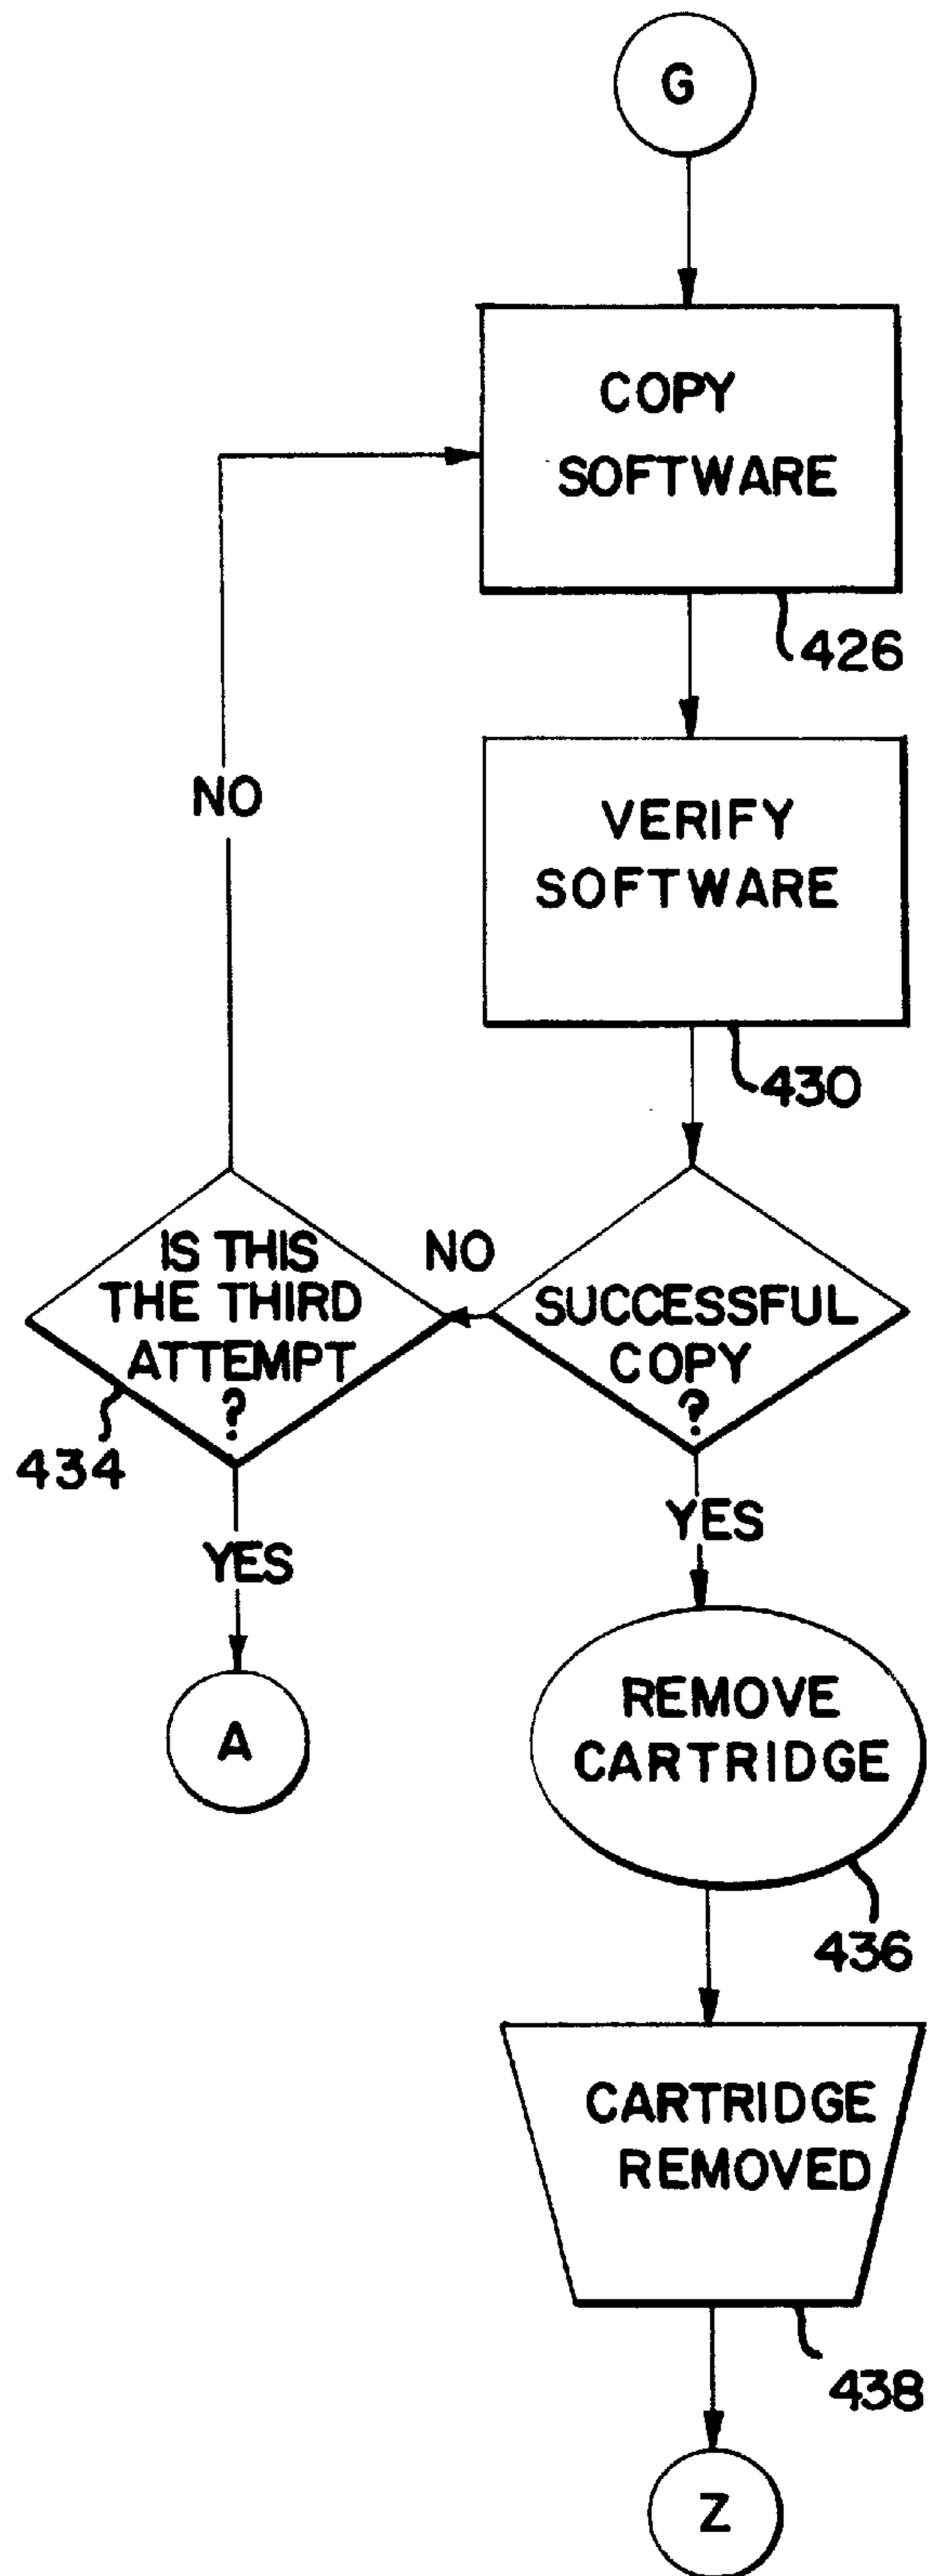 G
COPY
SOFTWARE
426
NO
VERIFY
SOFTWARE
430
IS THIS
THE THIRD
ATTEMPT
?
434
NO
SUCCESSFUL
COPY
?
YES
YES
A
REMOVE
CARTRIDGE
436
CARTRIDGE
REMOVED
438
Z